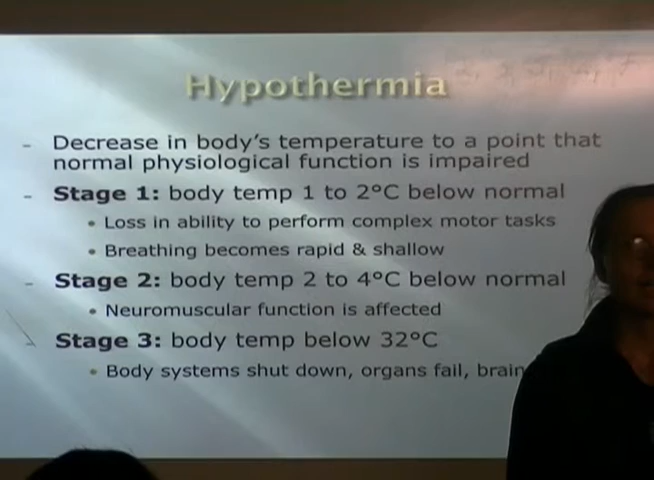 Hypothermia
- Decrease in body's temperature to a point that
normal physiological function is impaired
- Stage 1: body temp 1 to 2°C below normal
• Loss in ability to perform complex motor tasks
• Breathing becomes rapid & shallow
- Stage 2: body temp 2 to 4°C below normal
• Neuromuscular function is affected
- Stage 3: body temp below 32°C
• Body systems shut down, organs fail, brain